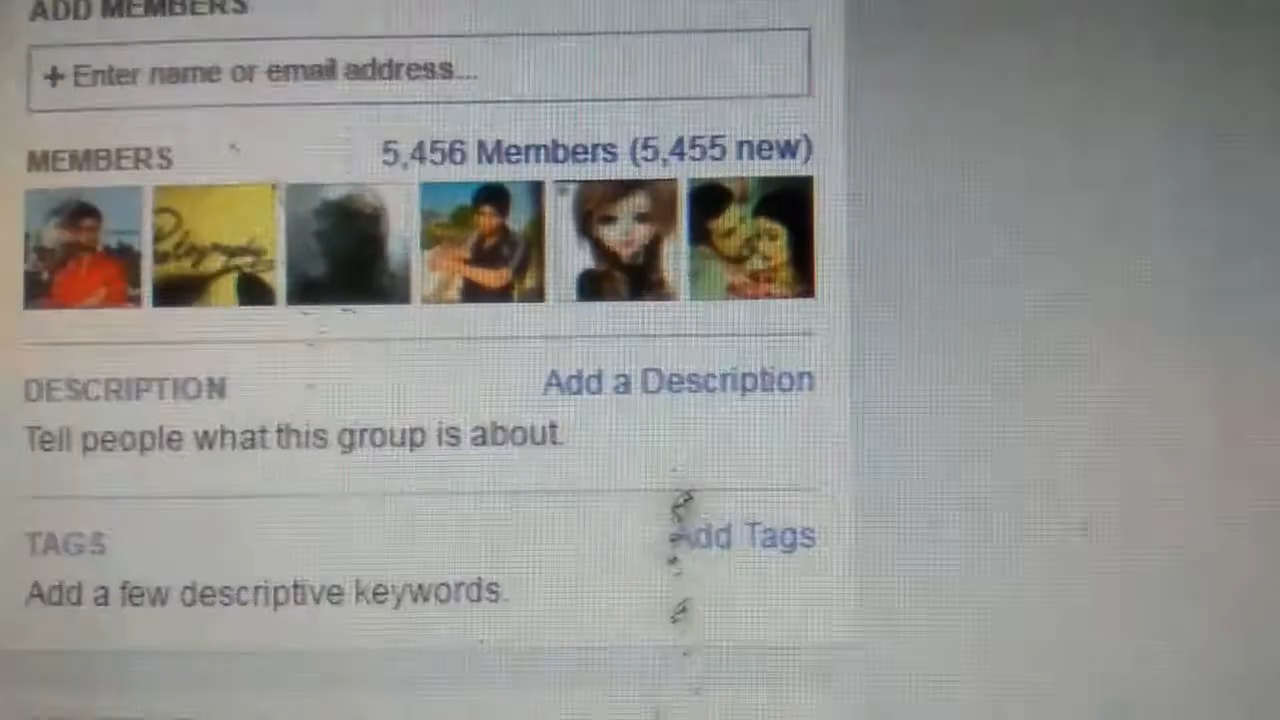 ADD MEMBERS
+ Enter name or email address...
MEMBERS 5,456 Members (5,455 new)
DESCRIPTION Add a Description
Tell people what this group is about.
TAGS Add Tags
Add a few descriptive keywords.